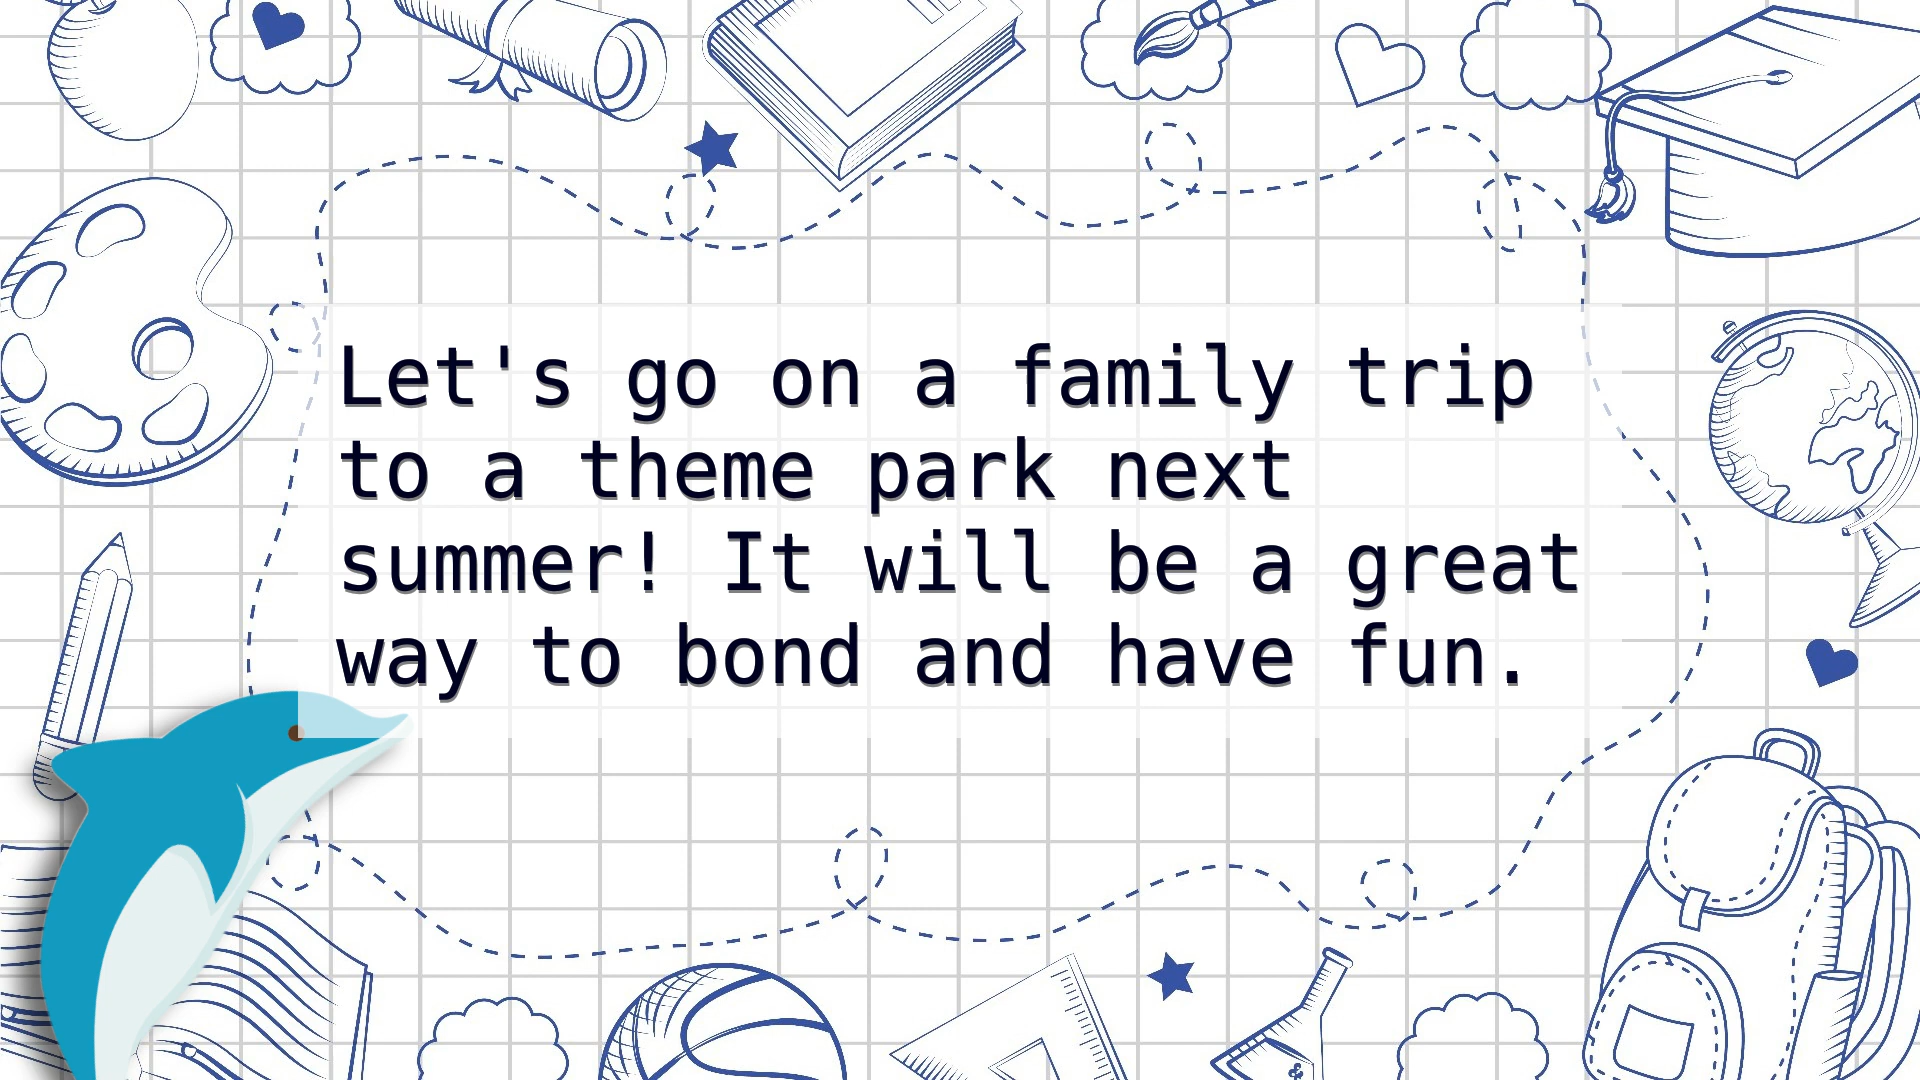 Let's go on a family trip
to a theme park next
summer! It will be a great
way to bond and have fun.